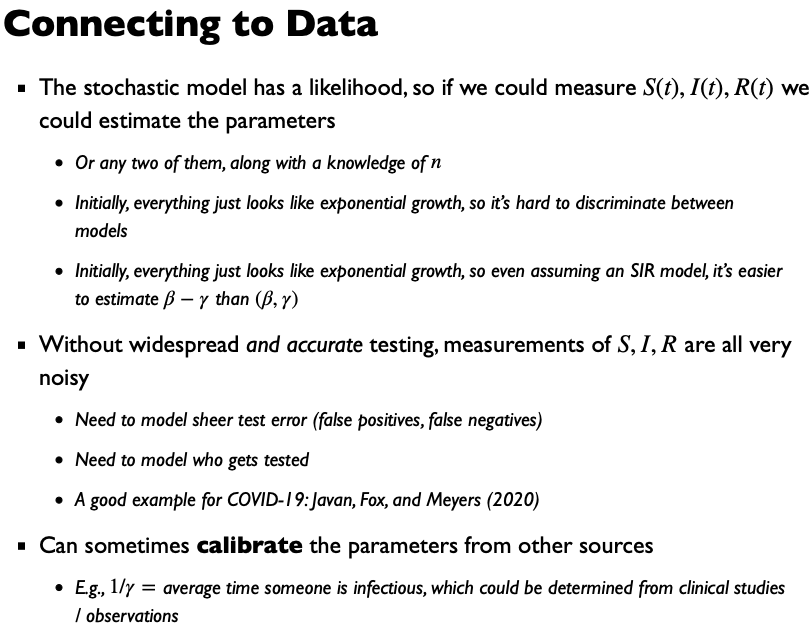 Connecting to Data
▪ The stochastic model has a likelihood, so if we could measure S(t), I(t), R(t) we
could estimate the parameters
• Or any two of them, along with a knowledge of n
• Initially, everything just looks like exponential growth, so it's hard to discriminate between
models
• Initially, everything just looks like exponential growth, so even assuming an SIR model, it's easier
to estimate β − γ than (β, γ)
▪ Without widespread and accurate testing, measurements of S, I, R are all very
noisy
• Need to model sheer test error (false positives, false negatives)
• Need to model who gets tested
• A good example for COVID-19: Javan, Fox, and Meyers (2020)
▪ Can sometimes calibrate the parameters from other sources
• E.g., 1/γ = average time someone is infectious, which could be determined from clinical studies
/ observations